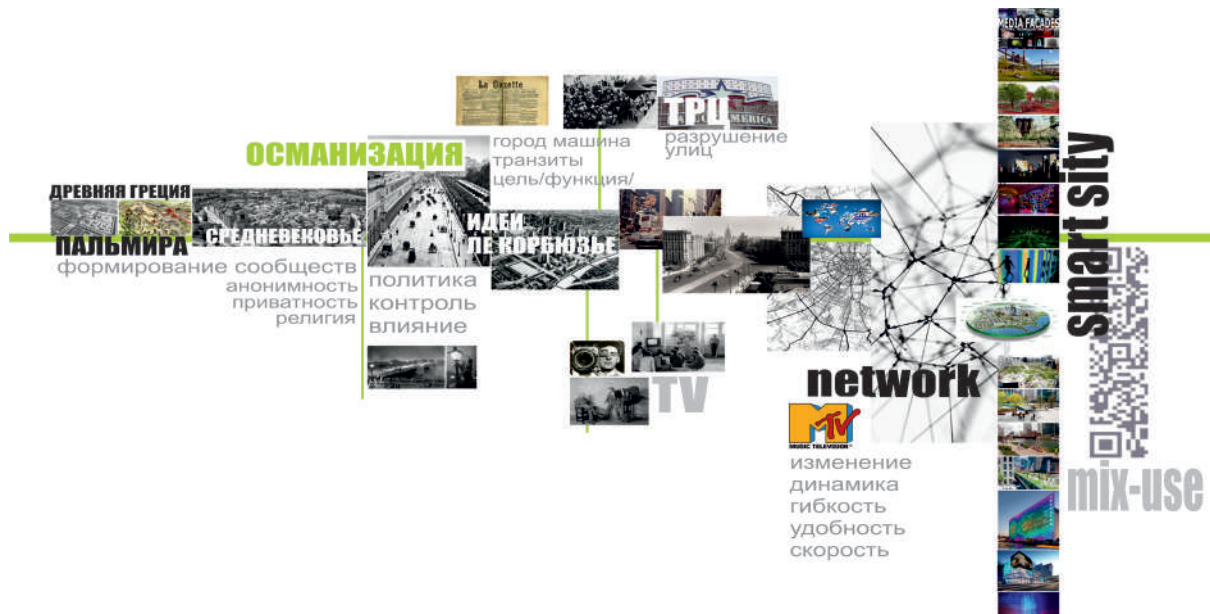 ДРЕВНЯЯ ГРЕЦИЯ
ПАЛЬМИРА
СРЕДНЕВЕКОВЬЕ
формирование сообществ
анонимность
приватность
религия
ОСМАНИЗАЦИЯ
политика
контроль
влияние
La Gazette
город машина
транзиты
цель/функция/
ИДЕИ
ЛЕ КОРБЮЗЬЕ
ТРЦ
AMERICA
разрушение
улиц
TV
network
MTV
MUSIC TELEVISION
изменение
динамика
гибкость
удобность
скорость
MEDIA FACADES
smart sity
mix-use